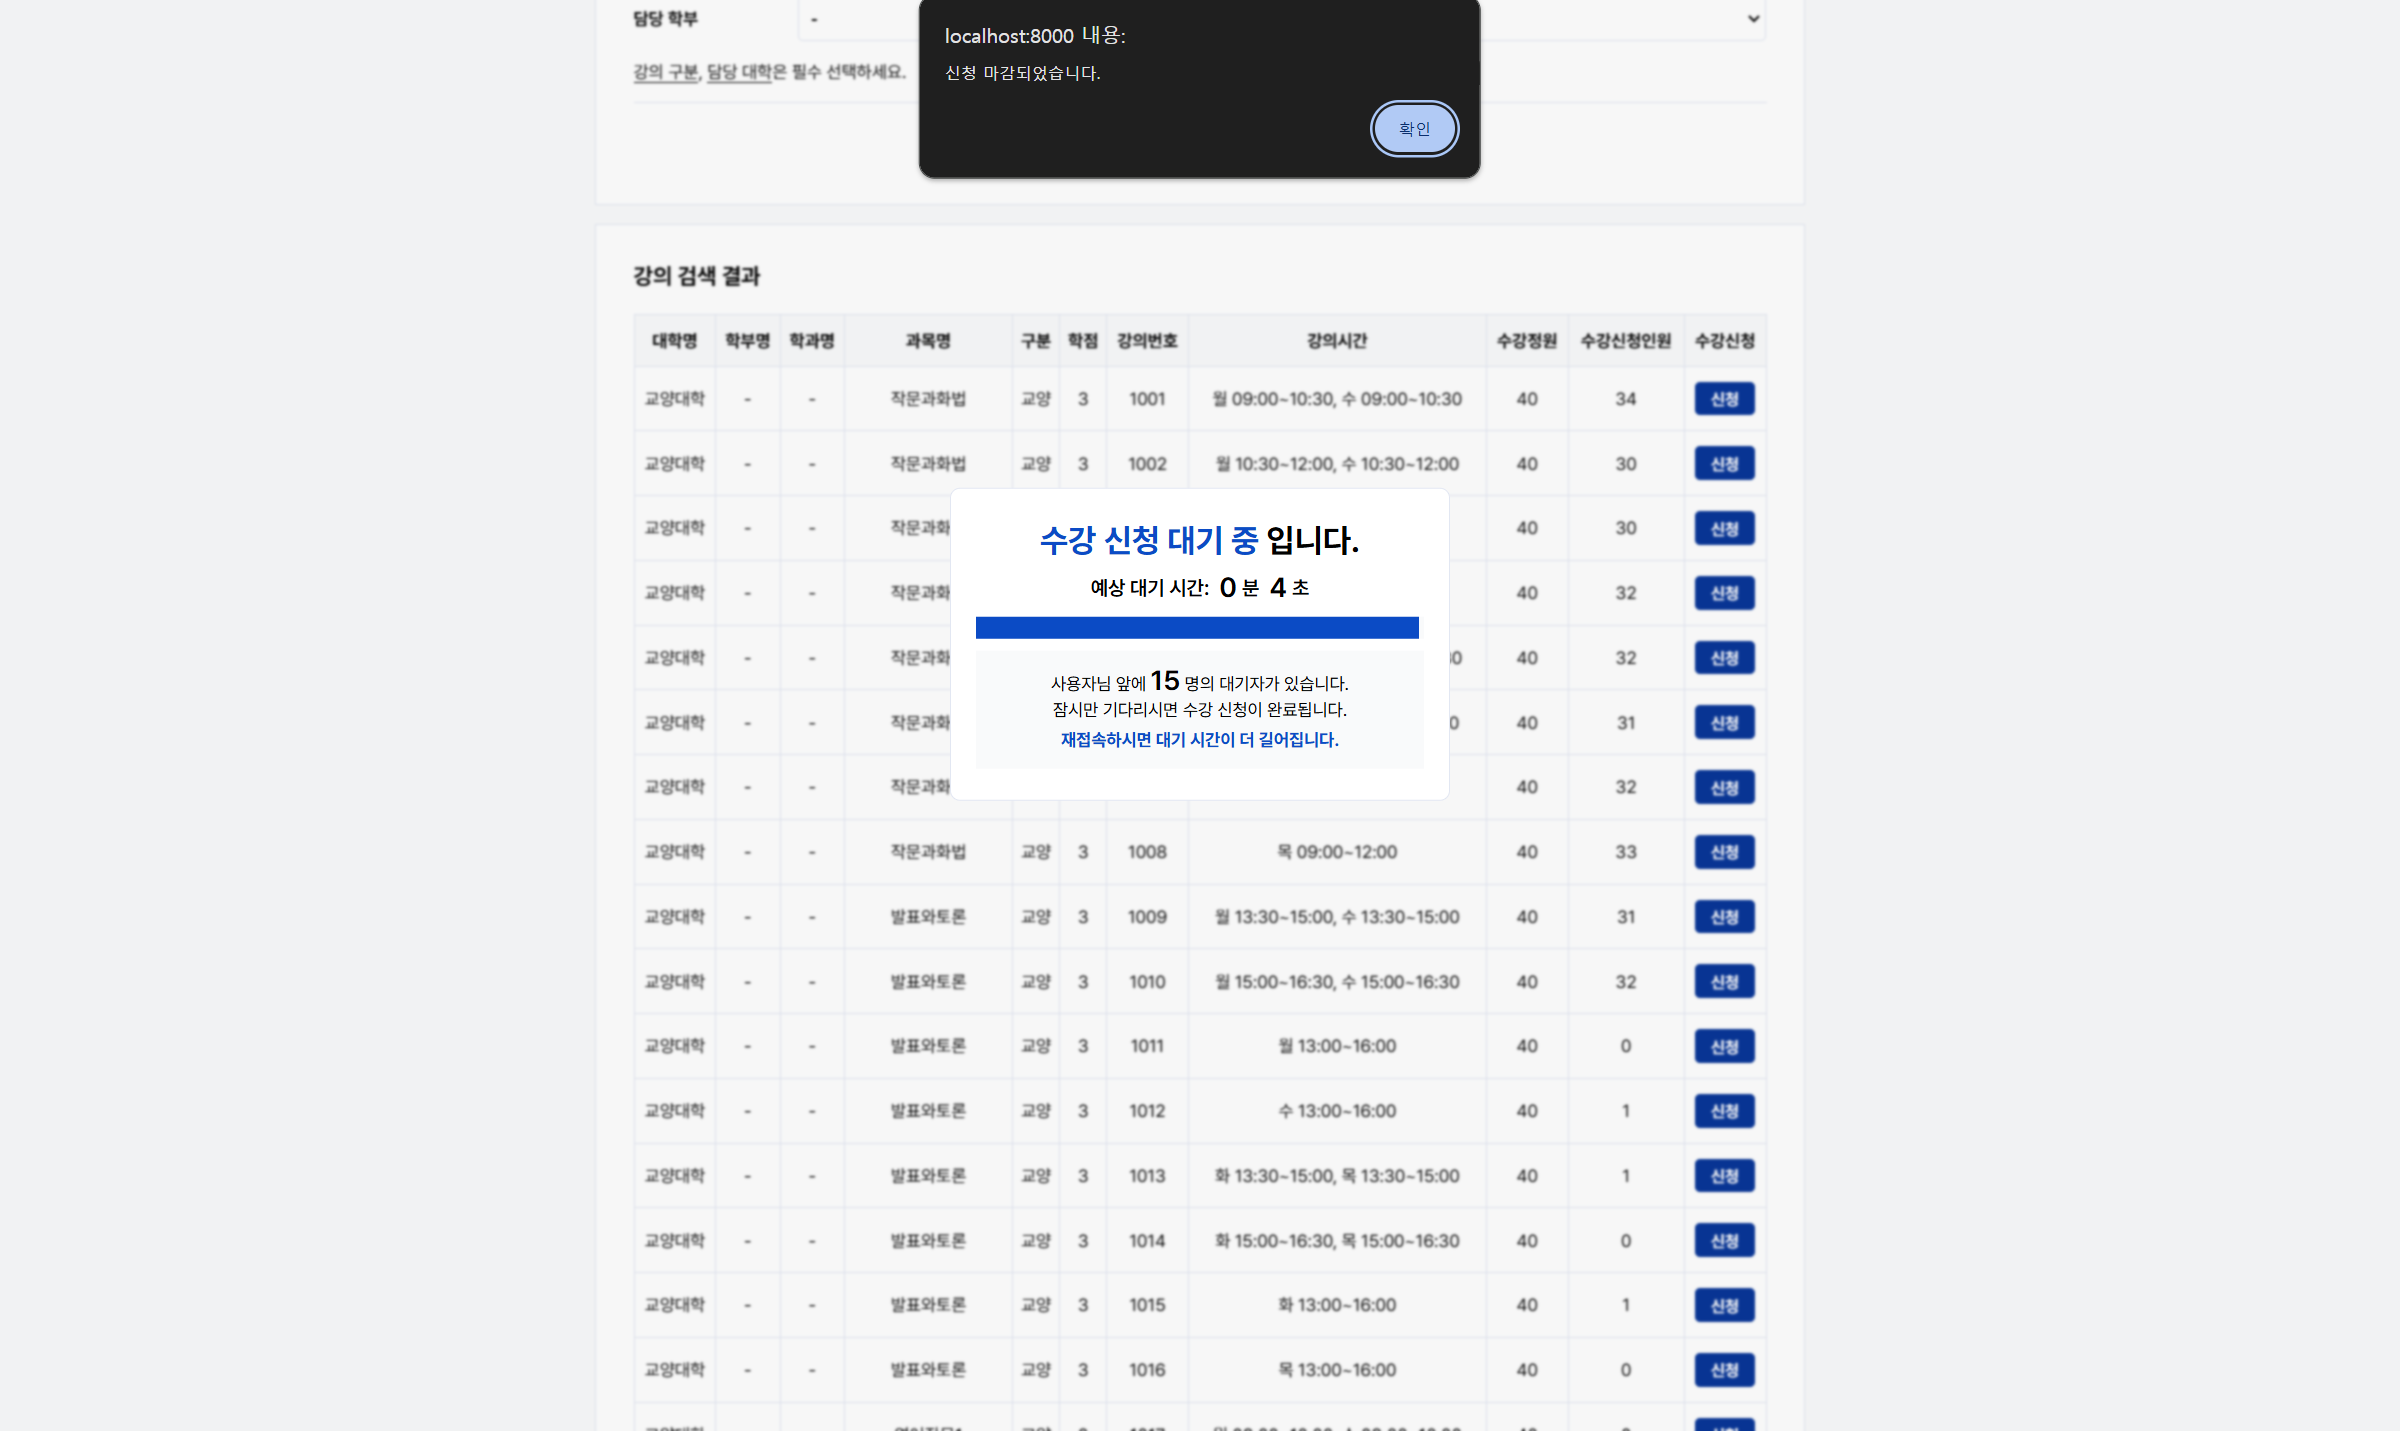 담당 학부 -
강의 구분, 담당 대학은 필수 선택하세요.
localhost:8000 내용:
신청 마감되었습니다.
확인
강의 검색 결과
대학명 학부명 학과명 과목명 구분 학점 강의번호 강의시간 수강정원 수강신청인원 수강신청
교양대학 - - 작문과화법 교양 3 1001 월 09:00~10:30, 수 09:00~10:30 40 34 신청
교양대학 - - 작문과화법 교양 3 1002 월 10:30~12:00, 수 10:30~12:00 40 30 신청
교양대학 - - 작문과화 40 30 신청
교양대학 - - 작문과화 40 32 신청
교양대학 - - 작문과화 0 40 32 신청
교양대학 - - 작문과화 0 40 31 신청
교양대학 - - 작문과화 40 32 신청
수강 신청 대기 중 입니다.
예상 대기 시간: 0 분 4 초
사용자님 앞에 15 명의 대기자가 있습니다.
잠시만 기다리시면 수강 신청이 완료됩니다.
재접속하시면 대기 시간이 더 길어집니다.
교양대학 - - 작문과화법 교양 3 1008 목 09:00~12:00 40 33 신청
교양대학 - - 발표와토론 교양 3 1009 월 13:30~15:00, 수 13:30~15:00 40 31 신청
교양대학 - - 발표와토론 교양 3 1010 월 15:00~16:30, 수 15:00~16:30 40 32 신청
교양대학 - - 발표와토론 교양 3 1011 월 13:00~16:00 40 0 신청
교양대학 - - 발표와토론 교양 3 1012 수 13:00~16:00 40 1 신청
교양대학 - - 발표와토론 교양 3 1013 화 13:30~15:00, 목 13:30~15:00 40 1 신청
교양대학 - - 발표와토론 교양 3 1014 화 15:00~16:30, 목 15:00~16:30 40 0 신청
교양대학 - - 발표와토론 교양 3 1015 화 13:00~16:00 40 1 신청
교양대학 - - 발표와토론 교양 3 1016 목 13:00~16:00 40 0 신청